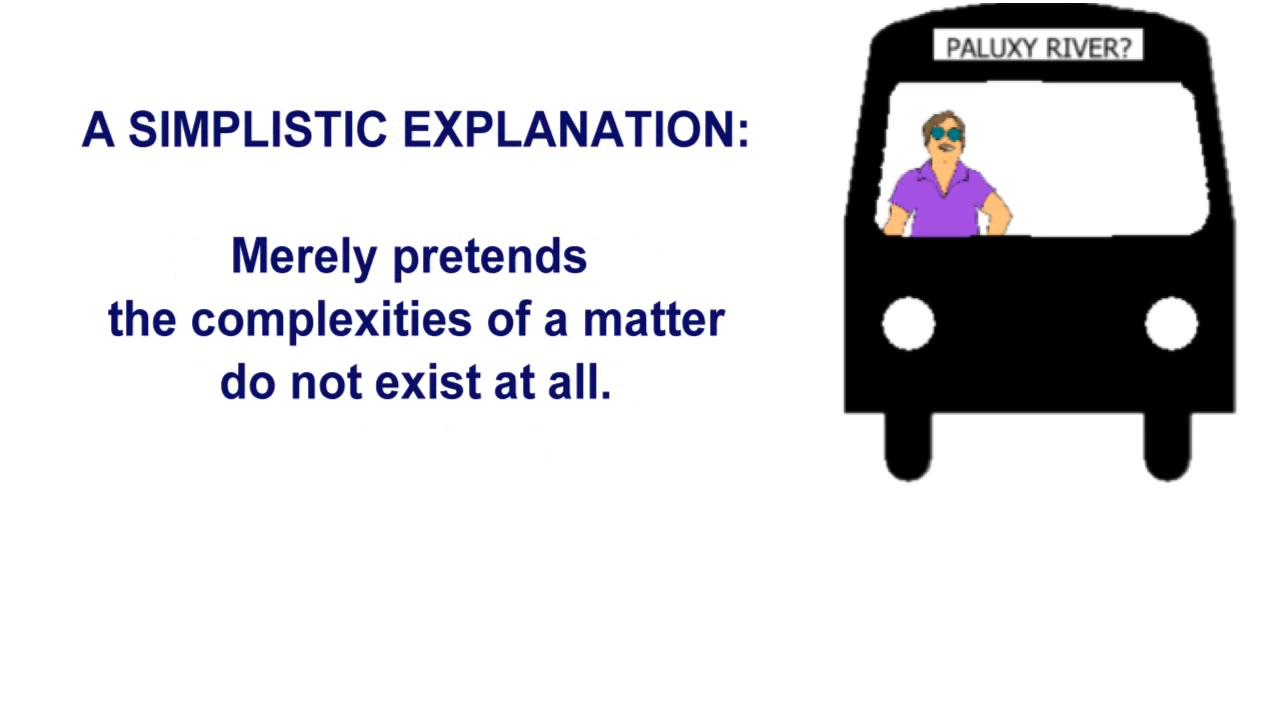 PALUXY RIVER?
A SIMPLISTIC EXPLANATION:
Merely pretends
the complexities of a matter
do not exist at all.